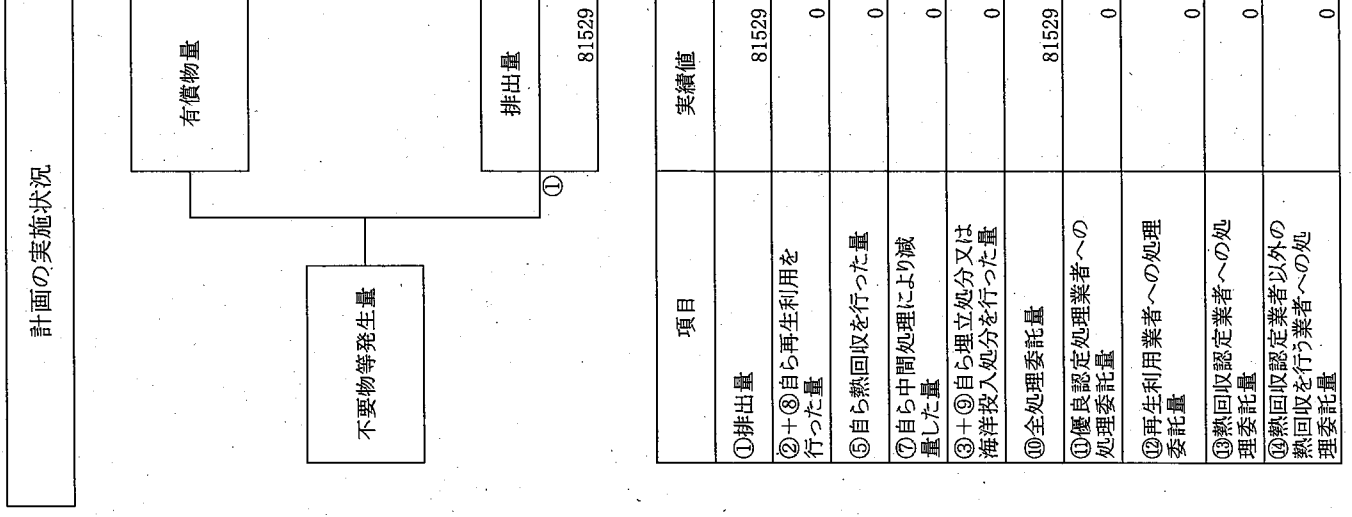 計画の実施状況
有償物量
不要物等発生量
排出量
①
81529
項目
実績値
①排出量
81529
②+⑧自ら再生利用を
行った量
0
⑤自ら熱回収を行った量
0
⑦自ら中間処理により減
量した量
0
③+⑨自ら埋立処分又は
海洋投入処分を行った量
0
⑩全処理委託量
81529
⑪優良認定処理業者への
処理委託量
0
⑫再生利用業者への処理
委託量
0
⑬熱回収認定業者への処
理委託量
0
⑭熱回収認定業者以外の
熱回収を行う業者への処
理委託量
0